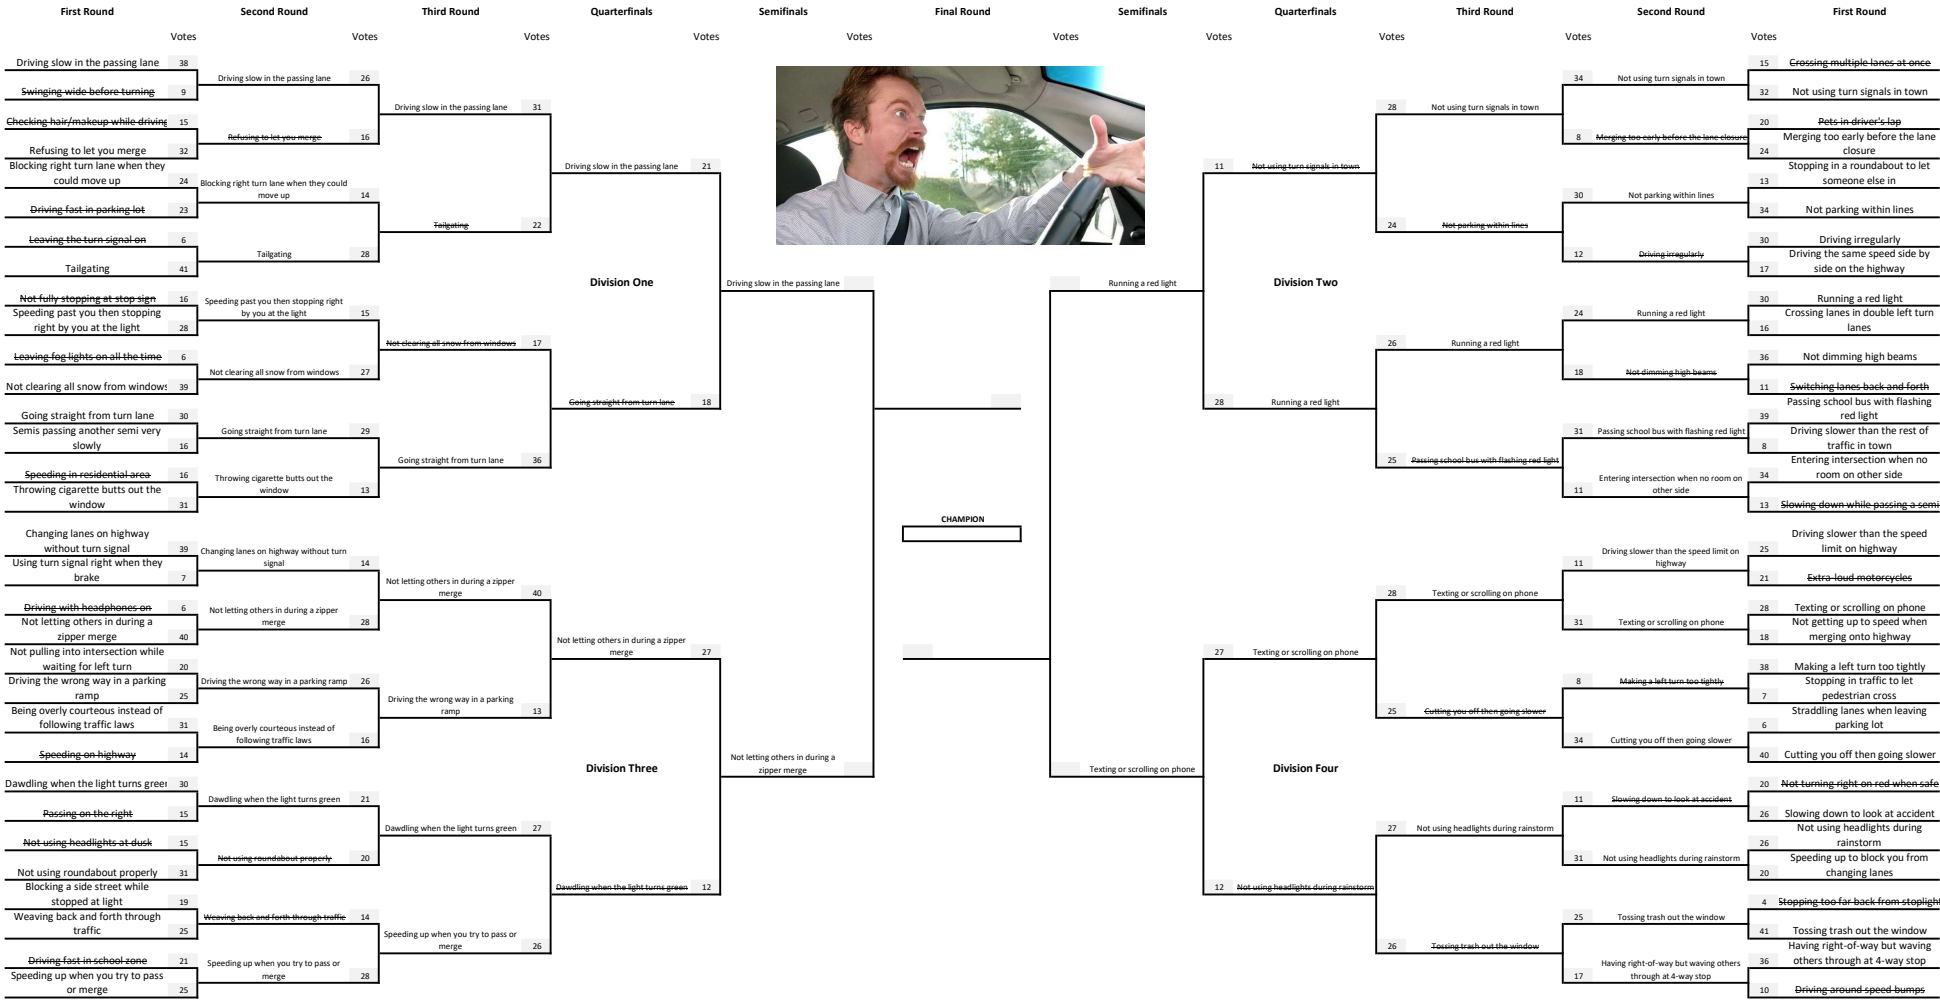 First Round
Second Round
Third Round
Quarterfinals
Semifinals
Final Round
Semifinals
Quarterfinals
Third Round
Second Round
First Round
Votes
Votes
Votes
Votes
Votes
Votes
Votes
Votes
Votes
Votes
Driving slow in the passing lane 38
Swinging wide before turning 9
Checking hair/makeup while driving 15
Refusing to let you merge 32
Blocking right turn lane when they
could move up 24
Driving fast in parking lot 23
Leaving the turn signal on 6
Tailgating 41
Not fully stopping at stop sign 16
Speeding past you then stopping
right by you at the light 28
Leaving fog lights on all the time 6
Not clearing all snow from windows 39
Going straight from turn lane 30
Semis passing another semi very
slowly 16
Speeding in residential area 16
Throwing cigarette butts out the
window 31
Changing lanes on highway
without turn signal 39
Using turn signal right when they
brake 7
Driving with headphones on 6
Not letting others in during a
zipper merge 40
Not pulling into intersection while
waiting for left turn 20
Driving the wrong way in a parking
ramp 25
Being overly courteous instead of
following traffic laws 31
Speeding on highway 14
Dawdling when the light turns green 30
Passing on the right 15
Not using headlights at dusk 15
Not using roundabout properly 31
Blocking a side street while
stopped at light 19
Weaving back and forth through
traffic 25
Driving fast in school zone 21
Speeding up when you try to pass
or merge 25
Driving slow in the passing lane 26
Refusing to let you merge 16
Blocking right turn lane when they could
move up 14
Tailgating 28
Speeding past you then stopping right
by you at the light 15
Not clearing all snow from windows 27
Going straight from turn lane 29
Throwing cigarette butts out the
window 13
Changing lanes on highway without turn
signal 14
Not letting others in during a zipper
merge 28
Driving the wrong way in a parking ramp 26
Being overly courteous instead of
following traffic laws 16
Dawdling when the light turns green 21
Not using roundabout properly 20
Weaving back and forth through traffic 14
Speeding up when you try to pass or
merge 28
Driving slow in the passing lane 31
Tailgating 22
Not clearing all snow from windows 17
Going straight from turn lane 36
Not letting others in during a zipper
merge 40
Driving the wrong way in a parking
ramp 13
Dawdling when the light turns green 27
Speeding up when you try to pass or
merge 26
Driving slow in the passing lane 21
Division One
Going straight from turn lane 18
Not letting others in during a zipper
merge 27
Division Three
Dawdling when the light turns green 12
Driving slow in the passing lane
Not letting others in during a
zipper merge
CHAMPION
Running a red light
Texting or scrolling on phone
11 Not using turn signals in town
Division Two
28 Running a red light
27 Texting or scrolling on phone
Division Four
12 Not using headlights during rainstorm
28 Not using turn signals in town
24 Not parking within lines
26 Running a red light
25 Passing school bus with flashing red light
28 Texting or scrolling on phone
25 Cutting you off then going slower
27 Not using headlights during rainstorm
26 Tossing trash out the window
34 Not using turn signals in town
8 Merging too early before the lane closure
30 Not parking within lines
12 Driving irregularly
24 Running a red light
18 Not dimming high beams
31 Passing school bus with flashing red light
Entering intersection when no room on
11 other side
Driving slower than the speed limit on
11 highway
31 Texting or scrolling on phone
8 Making a left turn too tightly
34 Cutting you off then going slower
11 Slowing down to look at accident
31 Not using headlights during rainstorm
25 Tossing trash out the window
Having right-of-way but waving others
17 through at 4-way stop
15 Crossing multiple lanes at once
32 Not using turn signals in town
20 Pets in driver's lap
Merging too early before the lane
24 closure
Stopping in a roundabout to let
13 someone else in
34 Not parking within lines
30 Driving irregularly
Driving the same speed side by
17 side on the highway
30 Running a red light
Crossing lanes in double left turn
16 lanes
36 Not dimming high beams
11 Switching lanes back and forth
Passing school bus with flashing
39 red light
Driving slower than the rest of
8 traffic in town
Entering intersection when no
34 room on other side
13 Slowing down while passing a semi
Driving slower than the speed
25 limit on highway
21 Extra-loud motorcycles
28 Texting or scrolling on phone
Not getting up to speed when
18 merging onto highway
38 Making a left turn too tightly
Stopping in traffic to let
7 pedestrian cross
Straddling lanes when leaving
6 parking lot
40 Cutting you off then going slower
20 Not turning right on red when safe
26 Slowing down to look at accident
Not using headlights during
26 rainstorm
Speeding up to block you from
20 changing lanes
4 Stopping too far back from stoplight
41 Tossing trash out the window
Having right-of-way but waving
36 others through at 4-way stop
10 Driving around speed bumps